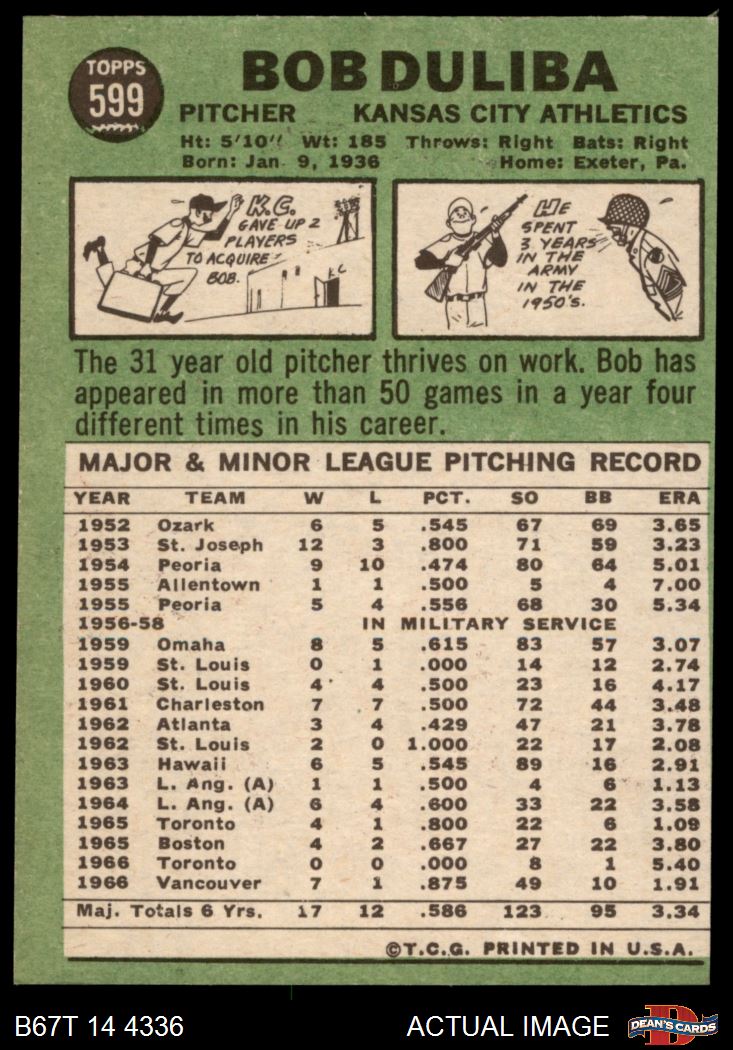 TOPPS
599
BOB DULIBA
PITCHER KANSAS CITY ATHLETICS
Ht: 5'10" Wt: 185 Throws: Right Bats: Right
Born: Jan. 9, 1936 Home: Exeter, Pa.
K.C.
GAVE UP 2
PLAYERS
TO ACQUIRE
BOB.
K C
HE
SPENT
3 YEARS
IN THE
ARMY
IN THE
1950'S.
The 31 year old pitcher thrives on work. Bob has
appeared in more than 50 games in a year four
different times in his career.
MAJOR & MINOR LEAGUE PITCHING RECORD
YEAR TEAM W L PCT. SO BB ERA
1952 Ozark 6 5 .545 67 69 3.65
1953 St. Joseph 12 3 .800 71 59 3.23
1954 Peoria 9 10 .474 80 64 5.01
1955 Allentown 1 1 .500 5 4 7.00
1955 Peoria 5 4 .556 68 30 5.34
1956-58 IN MILITARY SERVICE
1959 Omaha 8 5 .615 83 57 3.07
1959 St. Louis 0 1 .000 14 12 2.74
1960 St. Louis 4 4 .500 23 16 4.17
1961 Charleston 7 7 .500 72 44 3.48
1962 Atlanta 3 4 .429 47 21 3.78
1962 St. Louis 2 0 1.000 22 17 2.08
1963 Hawaii 6 5 .545 89 16 2.91
1963 L. Ang. (A) 1 1 .500 4 6 1.13
1964 L. Ang. (A) 6 4 .600 33 22 3.58
1965 Toronto 4 1 .800 22 6 1.09
1965 Boston 4 2 .667 27 22 3.80
1966 Toronto 0 0 .000 8 1 5.40
1966 Vancouver 7 1 .875 49 10 1.91
Maj. Totals 6 Yrs. 17 12 .586 123 95 3.34
©T.C.G. PRINTED IN U.S.A.
B67T 14 4336 ACTUAL IMAGE
D
DEAN'S CARDS